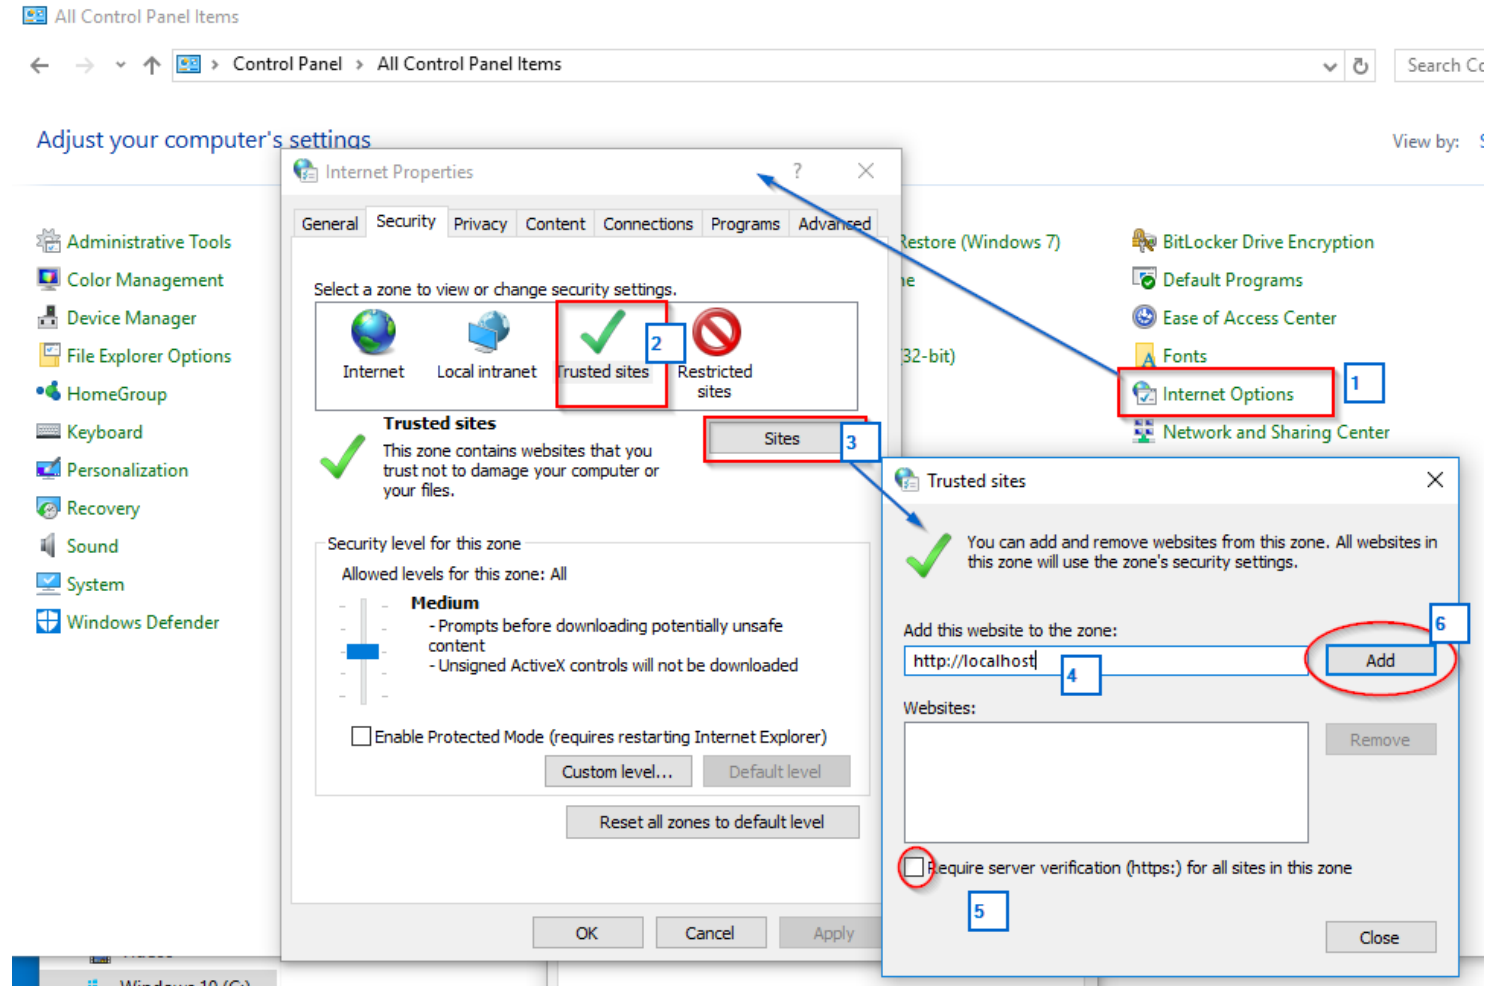 All Control Panel Items
Control Panel > All Control Panel Items
Search
Adjust your computer's settings
View by:
Administrative Tools
Color Management
Device Manager
File Explorer Options
HomeGroup
Keyboard
Personalization
Recovery
Sound
System
Windows Defender
Restore (Windows 7)
(32-bit)
BitLocker Drive Encryption
Default Programs
Ease of Access Center
Fonts
Internet Options
1
Network and Sharing Center
Internet Properties
?
General Security Privacy Content Connections Programs Advanced
Select a zone to view or change security settings.
Internet
Local intranet
Trusted sites
2
Restricted
sites
Trusted sites
This zone contains websites that you
trust not to damage your computer or
your files.
Sites
3
Security level for this zone
Allowed levels for this zone: All
Medium
- Prompts before downloading potentially unsafe
content
- Unsigned ActiveX controls will not be downloaded
Enable Protected Mode (requires restarting Internet Explorer)
Custom level...
Default level
Reset all zones to default level
OK
Cancel
Apply
Trusted sites
You can add and remove websites from this zone. All websites in
this zone will use the zone's security settings.
Add this website to the zone:
6
http://localhost
4
Add
Websites:
Remove
Require server verification (https:) for all sites in this zone
5
Close